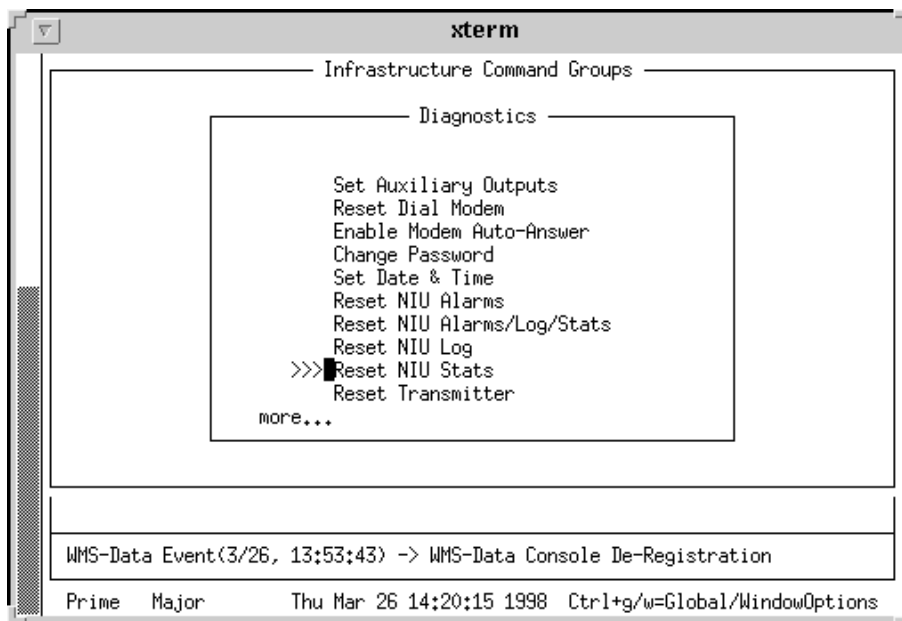 xterm
Infrastructure Command Groups
Diagnostics
Set Auxiliary Outputs
Reset Dial Modem
Enable Modem Auto-Answer
Change Password
Set Date & Time
Reset NIU Alarms
Reset NIU Alarms/Log/Stats
Reset NIU Log
>>> Reset NIU Stats
Reset Transmitter
more...
WMS-Data Event(3/26, 13:53:43) -> WMS-Data Console De-Registration
Prime Major Thu Mar 26 14:20:15 1998 Ctrl+g/w=Global/WindowOptions